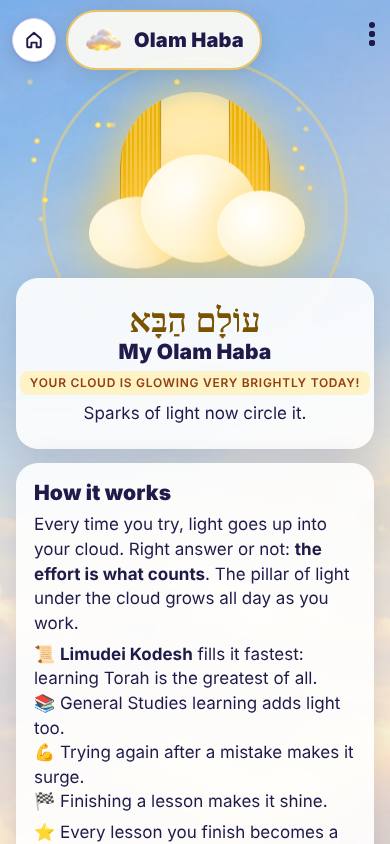 Olam Haba
עוֹלָם הַבָּא
My Olam Haba
YOUR CLOUD IS GLOWING VERY BRIGHTLY TODAY!
Sparks of light now circle it.
How it works
Every time you try, light goes up into
your cloud. Right answer or not: the
effort is what counts. The pillar of light
under the cloud grows all day as you
work.
📜 Limudei Kodesh fills it fastest:
learning Torah is the greatest of all.
📚 General Studies learning adds light
too.
💪 Trying again after a mistake makes it
surge.
🏁 Finishing a lesson makes it shine.
⭐ Every lesson you finish becomes a